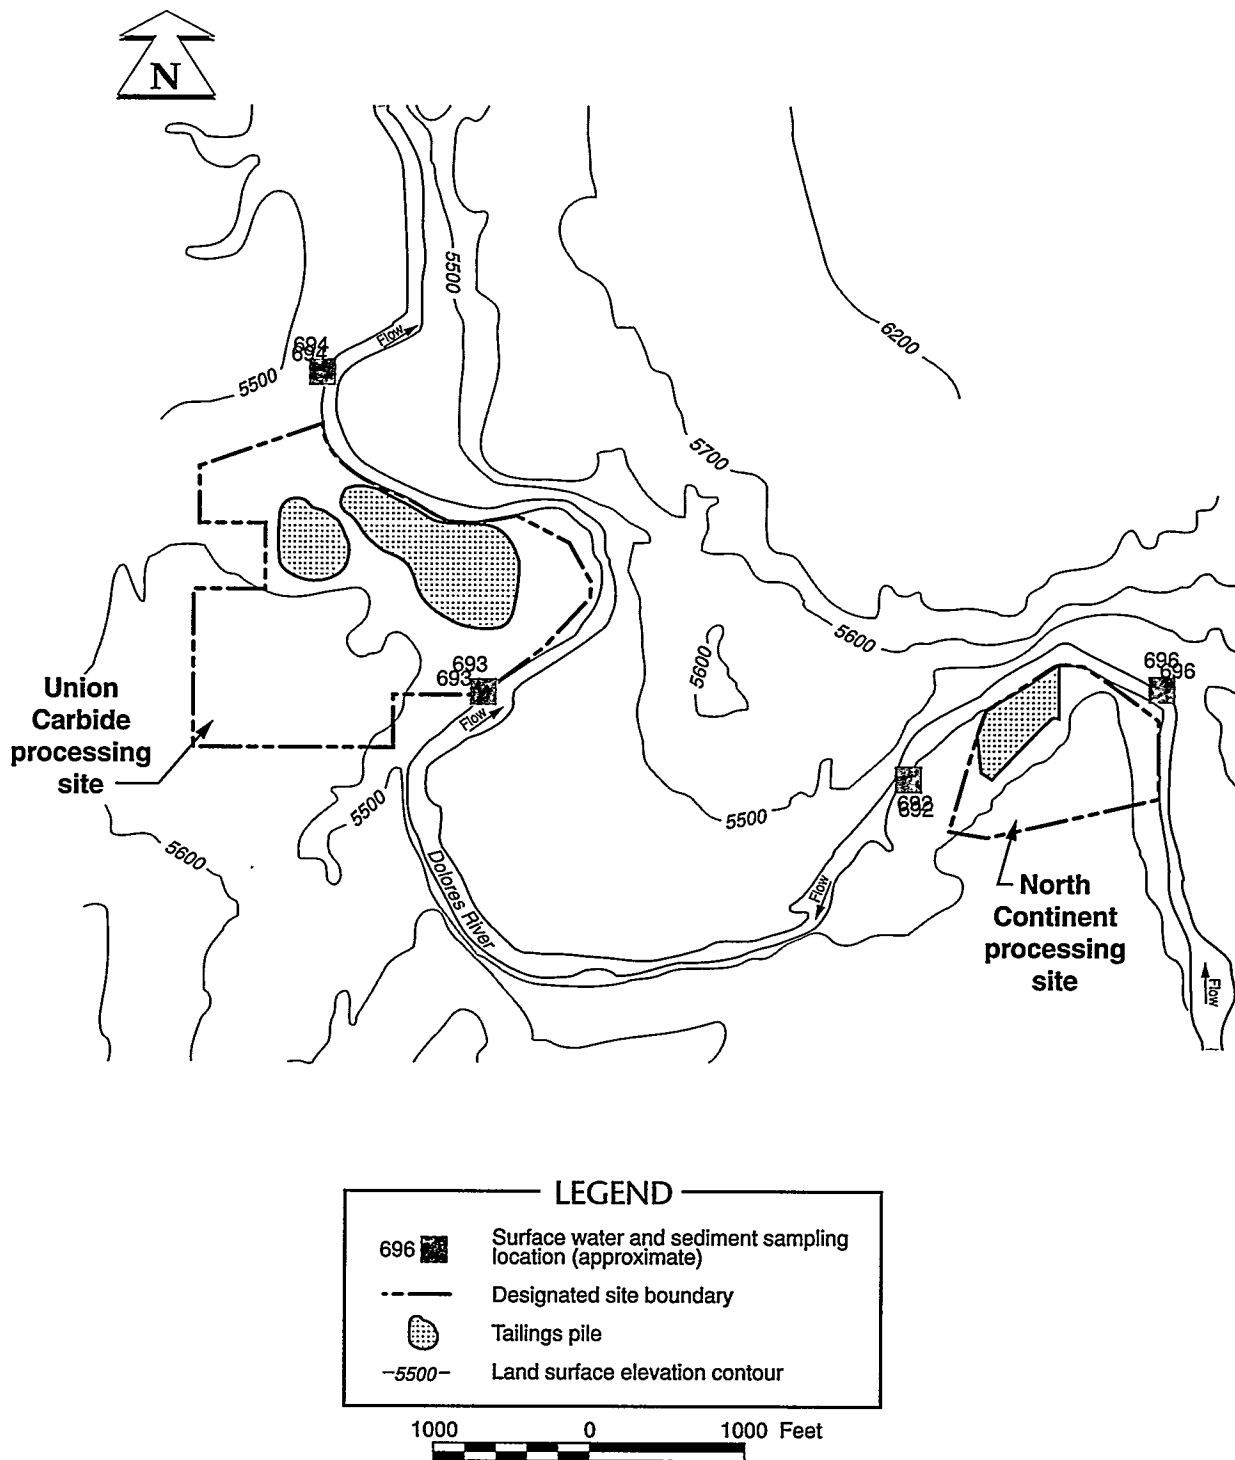 N
5500
6200
Flow
694
694
5500
5700
5600
693
693
5600
696
696
Flow
Union
Carbide
processing
site
5500
5500
692
692
5600
Dolores River
Flow
North
Continent
processing
site
Flow
LEGEND
696 Surface water and sediment sampling
location (approximate)
Designated site boundary
Tailings pile
-5500- Land surface elevation contour
1000 0 1000 Feet